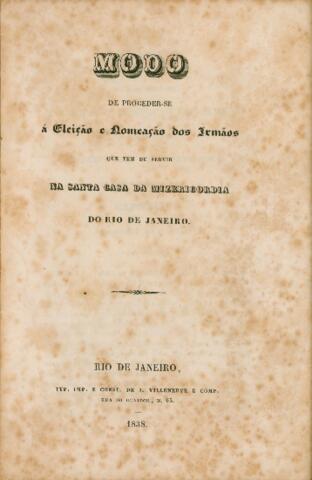 MODO
DE PROCEDER-SE
á Eleição e Nomeação dos Irmãos
QUE TEM DE SERVIR
NA SANTA CASA DA MIZERICORDIA
DO RIO DE JANEIRO.
RIO DE JANEIRO,
TYP. IMP. E CONST. DE J. VILLENEUVE E COMP.
RUA DO OUVIDOR, N. 65.
1838.